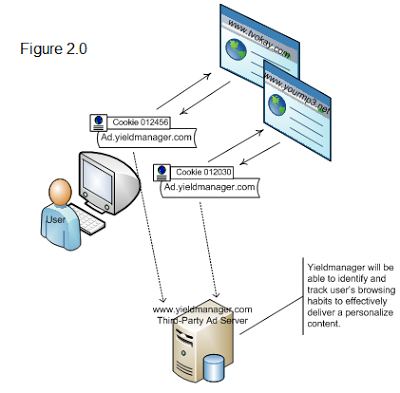 Figure 2.0
www.tvokay.com
www.yourmp3.net
Cookie 012456
Ad.yieldmanager.com
Cookie 012030
Ad.yieldmanager.com
User
www.yieldmanager.com
Third-Party Ad Server
Yieldmanager will be
able to identify and
track user's browsing
habits to effectively
deliver a personalize
content.